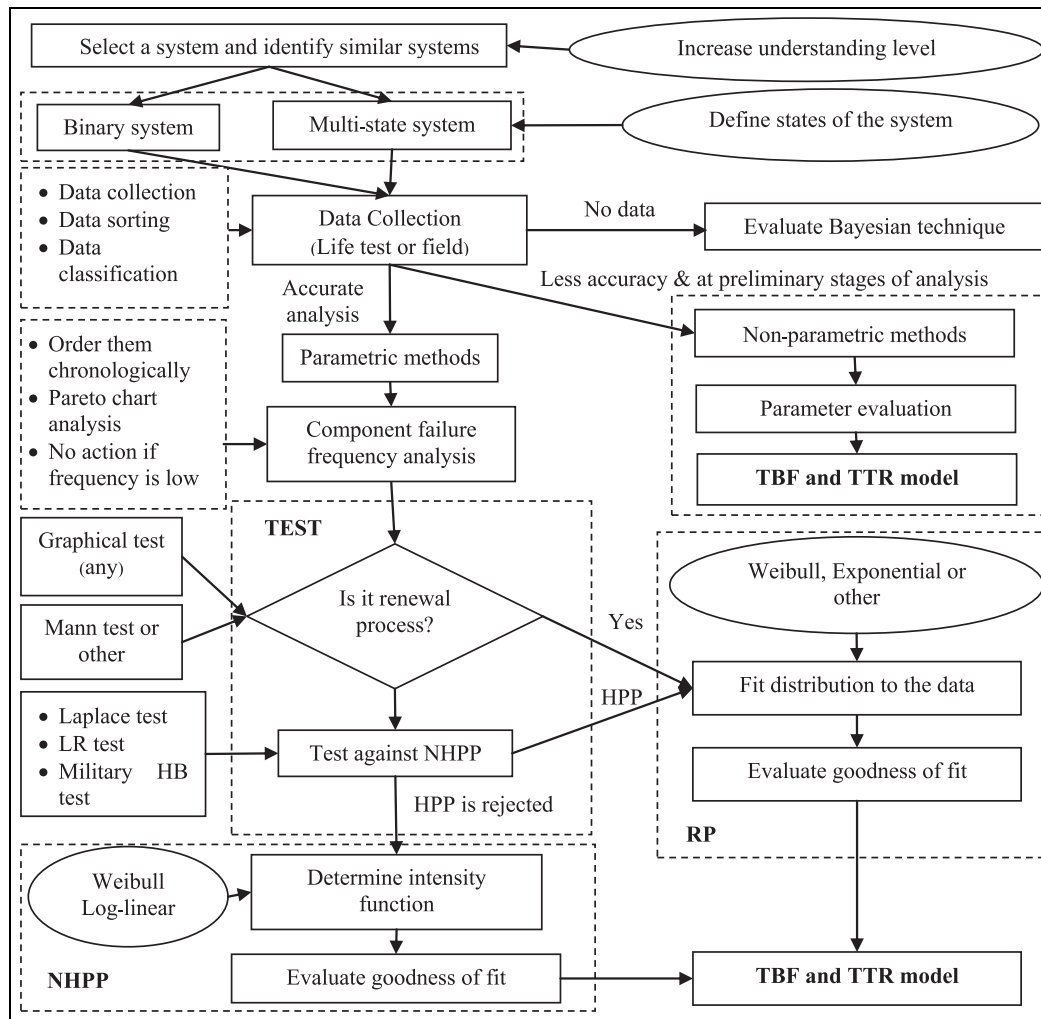 Select a system and identify similar systems
Increase understanding level
Binary system
Multi-state system
Define states of the system
• Data collection
• Data sorting
• Data
classification
Data Collection
(Life test or field)
No data
Evaluate Bayesian technique
Accurate
analysis
Less accuracy & at preliminary stages of analysis
Non-parametric methods
Parameter evaluation
TBF and TTR model
Parametric methods
• Order them
chronologically
• Pareto chart
analysis
• No action if
frequency is low
Component failure
frequency analysis
TEST
Graphical test
(any)
Mann test or
other
Is it renewal
process?
Yes
HPP
Weibull, Exponential or
other
Fit distribution to the data
Evaluate goodness of fit
RP
• Laplace test
• LR test
• Military HB
test
Test against NHPP
HPP is rejected
Weibull
Log-linear
Determine intensity
function
NHPP
Evaluate goodness of fit
TBF and TTR model